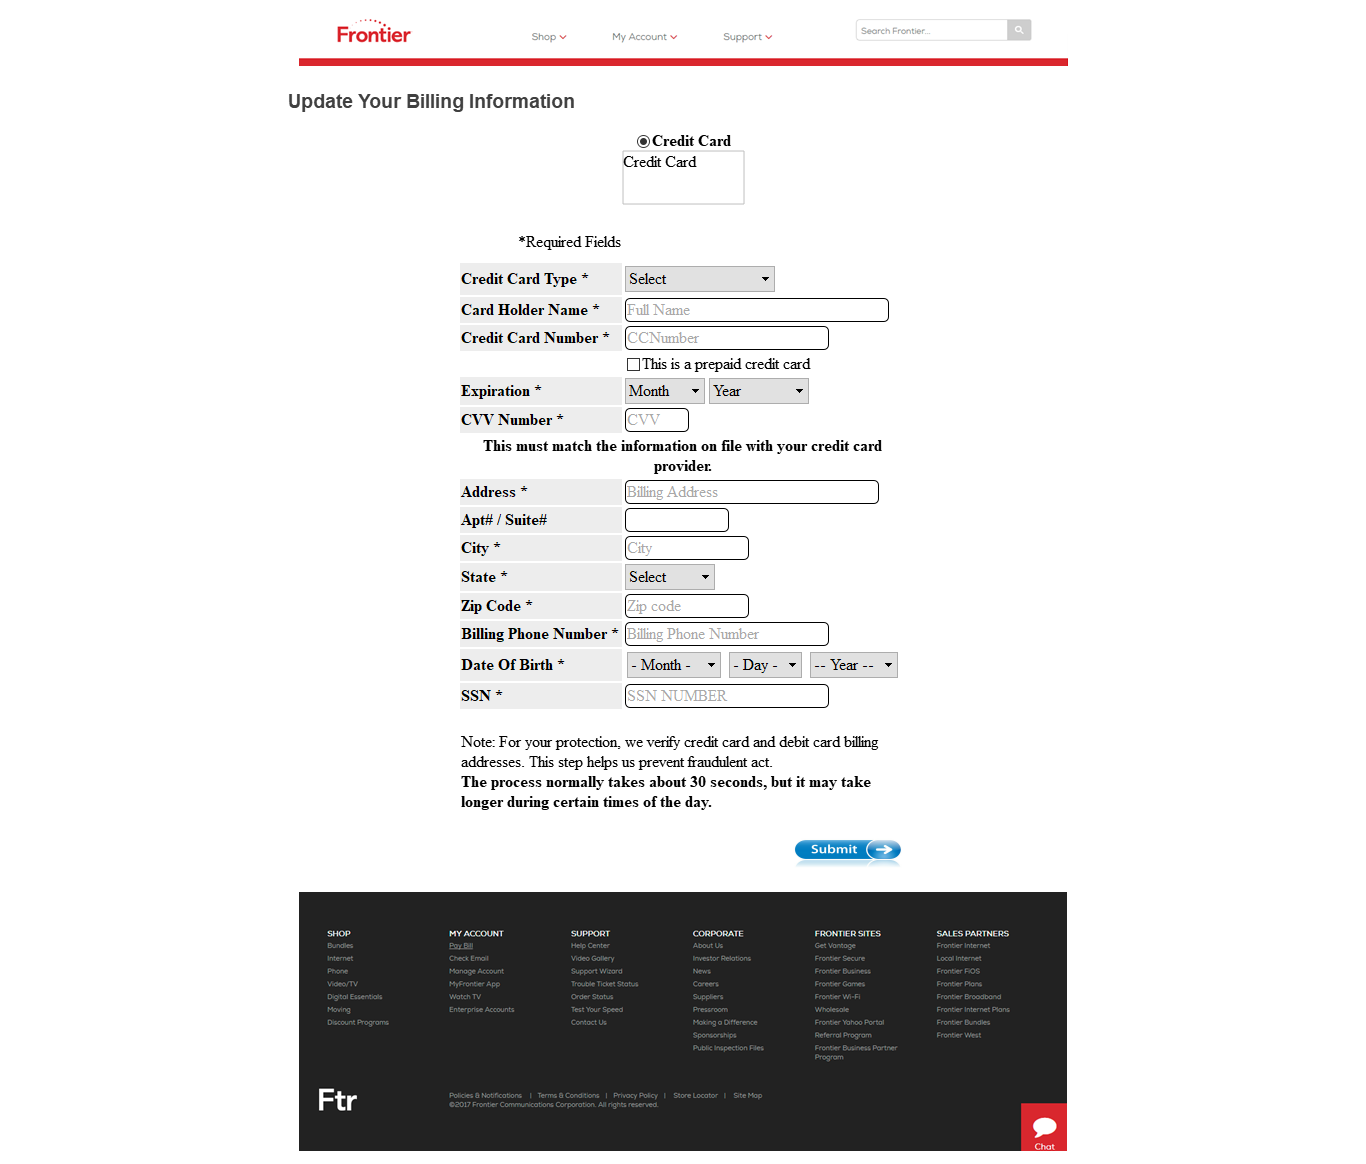 Frontier
Shop
My Account
Support
Search Frontier...
Update Your Billing Information
Credit Card
Credit Card
*Required Fields
Credit Card Type * Select
Card Holder Name * Full Name
Credit Card Number * CCNumber
This is a prepaid credit card
Expiration * Month Year
CVV Number * CVV
This must match the information on file with your credit card
provider.
Address * Billing Address
Apt# / Suite#
City * City
State * Select
Zip Code * Zip code
Billing Phone Number * Billing Phone Number
Date Of Birth * - Month - - Day - -- Year --
SSN * SSN NUMBER
Note: For your protection, we verify credit card and debit card billing
addresses. This step helps us prevent fraudulent act.
The process normally takes about 30 seconds, but it may take
longer during certain times of the day.
Submit
SHOP
Bundles
Internet
Phone
Video/TV
Digital Essentials
Moving
Discount Programs
MY ACCOUNT
Pay Bill
Check Email
Manage Account
MyFrontier App
Watch TV
Enterprise Accounts
SUPPORT
Help Center
Video Gallery
Support Wizard
Trouble Ticket Status
Order Status
Test Your Speed
Contact Us
CORPORATE
About Us
Investor Relations
News
Careers
Suppliers
Pressroom
Making a Difference
Sponsorships
Public Inspection Files
FRONTIER SITES
Get Vantage
Frontier Secure
Frontier Business
Frontier Games
Frontier Wi-Fi
Wholesale
Frontier Yahoo Portal
Referral Program
Frontier Business Partner
Program
SALES PARTNERS
Frontier Internet
Local Internet
Frontier FiOS
Frontier Plans
Frontier Broadband
Frontier Internet Plans
Frontier Bundles
Frontier West
Ftr
Policies & Notifications | Terms & Conditions | Privacy Policy | Store Locator | Site Map
©2017 Frontier Communications Corporation. All rights reserved.
Chat